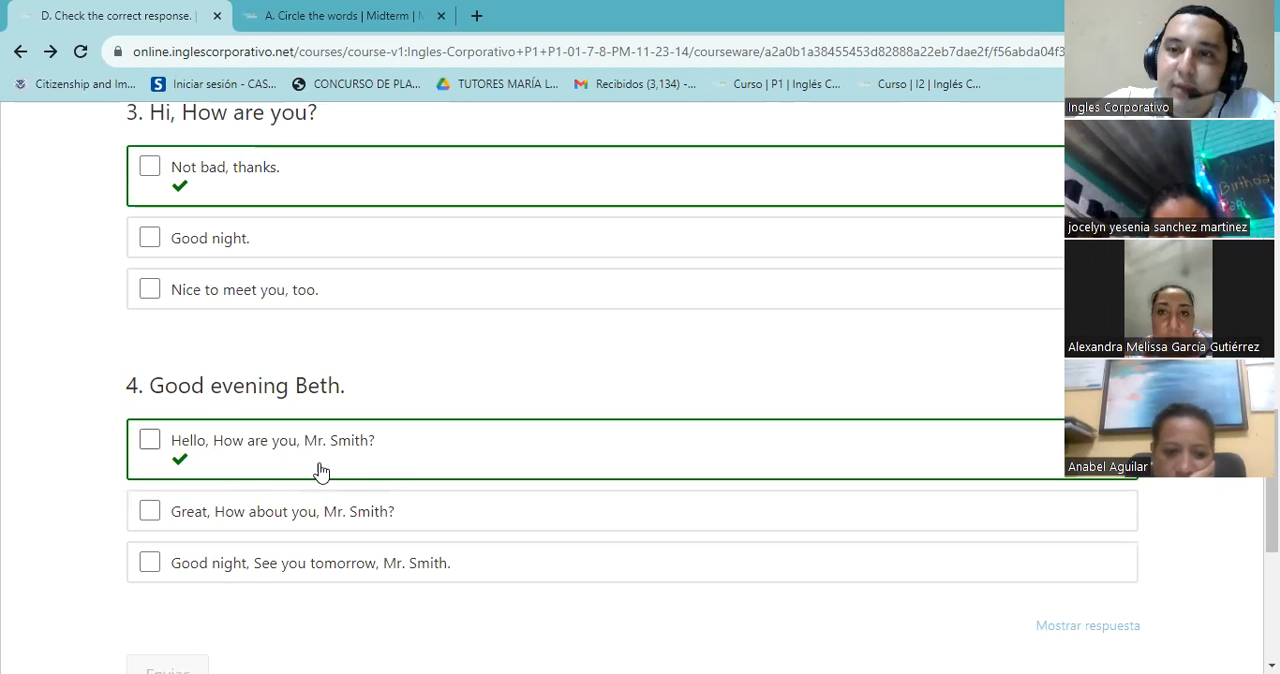 D. Check the correct response. |
A. Circle the words | Midterm |
online.inglescorporativo.net/courses/course-v1:Ingles-Corporativo+P1+P1-01-7-8-PM-11-23-14/courseware/a2a0b1a38455453d82888a22eb7dae2f/f56abda04f3
Citizenship and Im...
Iniciar sesión - CAS...
CONCURSO DE PLA...
TUTORES MARÍA L...
Recibidos (3,134) -...
Curso | P1 | Inglés C...
Curso | I2 | Inglés C...
3. Hi, How are you?
Not bad, thanks.
Good night.
Nice to meet you, too.
4. Good evening Beth.
Hello, How are you, Mr. Smith?
Great, How about you, Mr. Smith?
Good night, See you tomorrow, Mr. Smith.
Mostrar respuesta
Enviar
Ingles Corporativo
Birthday
Papi
jocelyn yesenia sanchez martinez
Alexandra Melissa García Gutiérrez
Anabel Aguilar